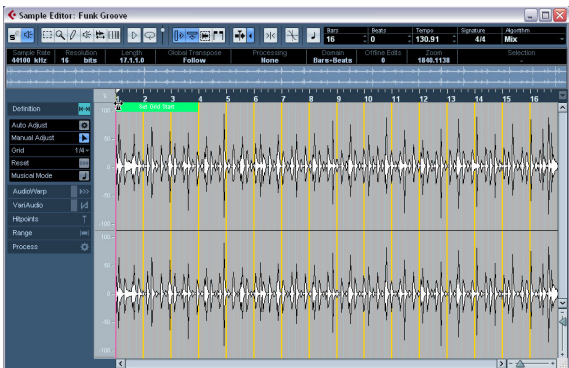 Sample Editor: Funk Groove
Bars Beats Tempo Signature Algorithm
16 0 130.91 4/4 Mix
Sample Rate Resolution Length Global Transpose Processing Domain Offline Edits Zoom Selection
44100 kHz 16 bits 17.1.1.0 Follow None Bars-Beats 0 1840.1138 -
% 2 3 4 5 6 7 8 9 10 11 12 13 14 15 16
Definition
100 Set Grid Start
Auto Adjust
Manual Adjust
50
Grid 1/4
Reset
0
Musical Mode
AudioWarp
-50
VariAudio
Hitpoints
-100
Range
100
Process
50
0
-50
-100